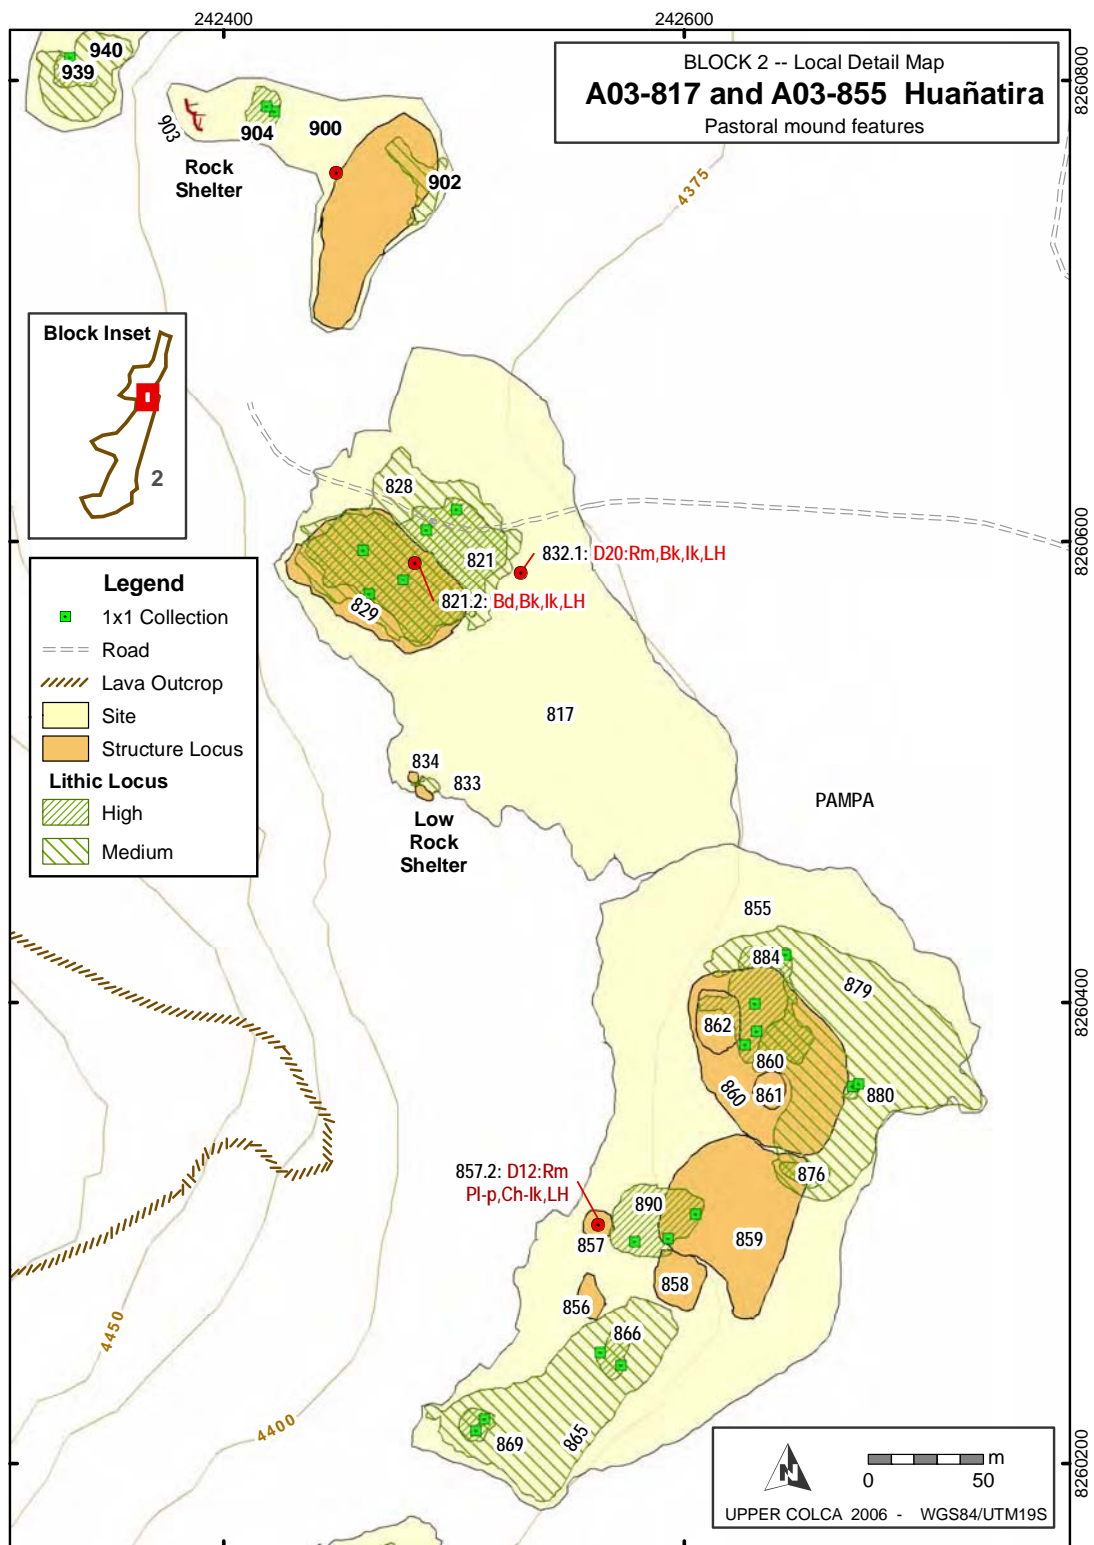 242400
242600
BLOCK 2 -- Local Detail Map
A03-817 and A03-855 Huañatira
Pastoral mound features
8260800
940
939
903
904
900
902
Rock
Shelter
4375
Block Inset
2
828
821
829
832.1: D20:Rm,Bk,Ik,LH
821.2: Bd,Bk,Ik,LH
8260600
Legend
1x1 Collection
Road
Lava Outcrop
Site
Structure Locus
Lithic Locus
High
Medium
817
834
833
Low
Rock
Shelter
PAMPA
855
884
879
862
860
860
861
880
8260400
876
857.2: D12:Rm
Pl-p,Ch-Ik,LH
890
857
859
858
856
866
865
869
4450
4400
8260200
N
m
0 50
UPPER COLCA 2006 - WGS84/UTM19S